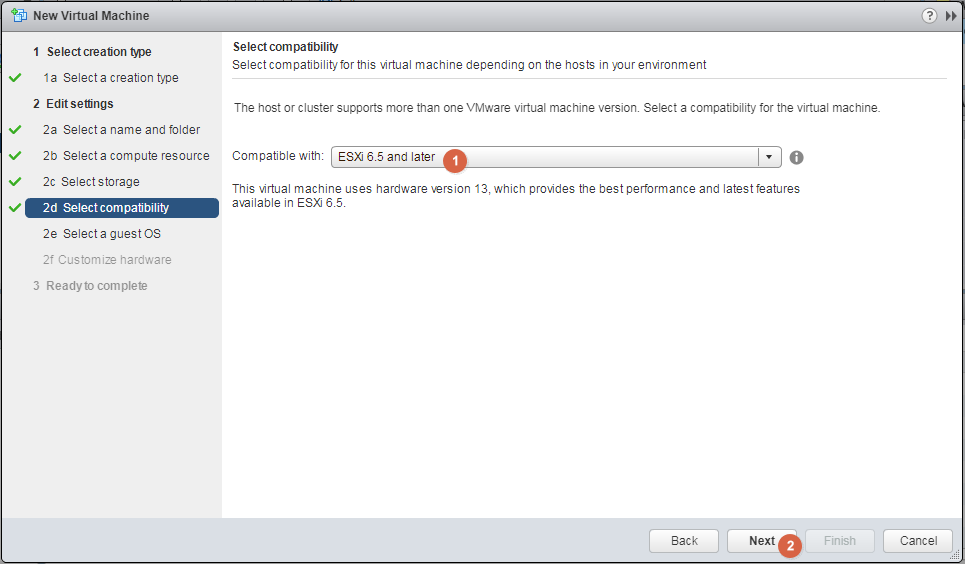 New Virtual Machine
?
1 Select creation type
1a Select a creation type
2 Edit settings
2a Select a name and folder
2b Select a compute resource
2c Select storage
2d Select compatibility
2e Select a guest OS
2f Customize hardware
3 Ready to complete
Select compatibility
Select compatibility for this virtual machine depending on the hosts in your environment
The host or cluster supports more than one VMware virtual machine version. Select a compatibility for the virtual machine.
Compatible with: ESXi 6.5 and later 1
This virtual machine uses hardware version 13, which provides the best performance and latest features
available in ESXi 6.5.
Back Next 2 Finish Cancel